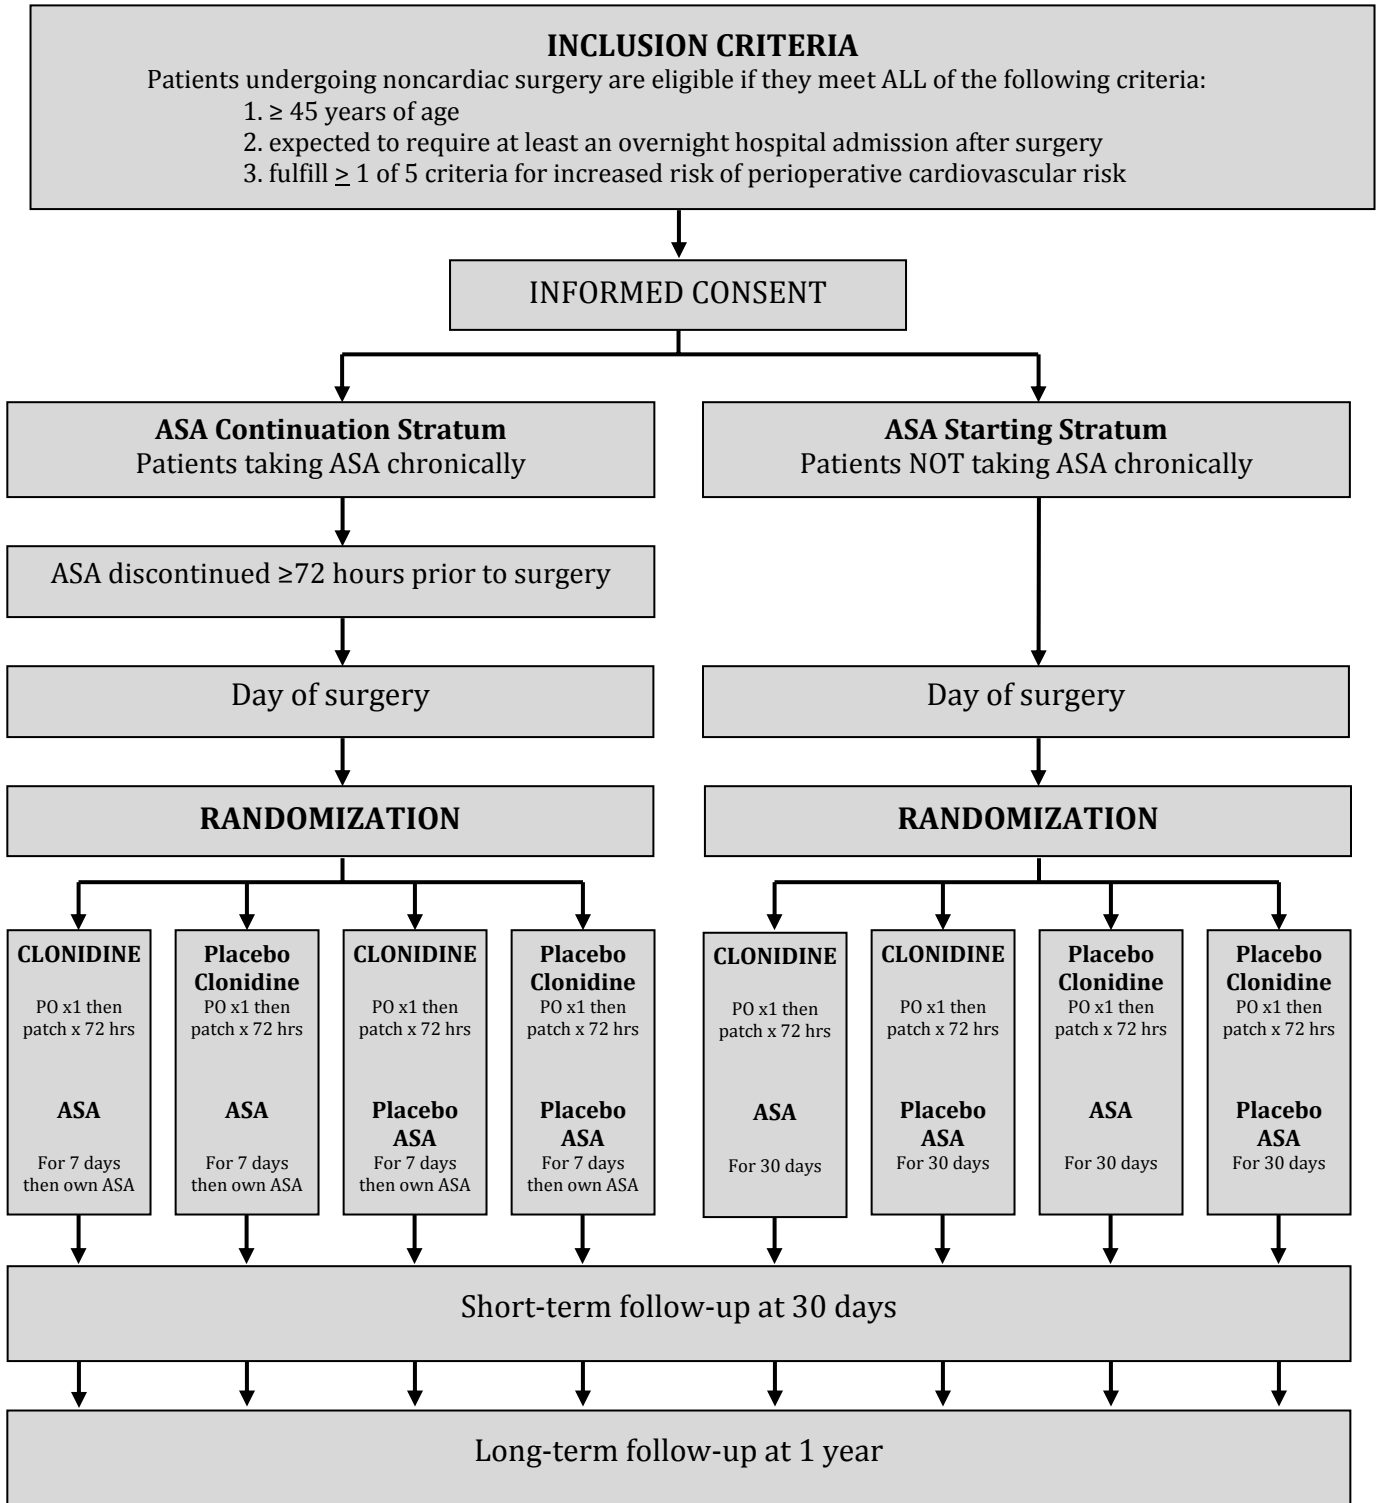 INCLUSION CRITERIA
Patients undergoing noncardiac surgery are eligible if they meet ALL of the following criteria:
1. ≥ 45 years of age
2. expected to require at least an overnight hospital admission after surgery
3. fulfill ≥ 1 of 5 criteria for increased risk of perioperative cardiovascular risk
INFORMED CONSENT
ASA Continuation Stratum
Patients taking ASA chronically
ASA Starting Stratum
Patients NOT taking ASA chronically
ASA discontinued ≥72 hours prior to surgery
Day of surgery
Day of surgery
RANDOMIZATION
RANDOMIZATION
CLONIDINE
PO x1 then
patch x 72 hrs
ASA
For 7 days
then own ASA
Placebo
Clonidine
PO x1 then
patch x 72 hrs
ASA
For 7 days
then own ASA
CLONIDINE
PO x1 then
patch x 72 hrs
Placebo
ASA
For 7 days
then own ASA
Placebo
Clonidine
PO x1 then
patch x 72 hrs
Placebo
ASA
For 7 days
then own ASA
CLONIDINE
PO x1 then
patch x 72 hrs
ASA
For 30 days
CLONIDINE
PO x1 then
patch x 72 hrs
Placebo
ASA
For 30 days
Placebo
Clonidine
PO x1 then
patch x 72 hrs
ASA
For 30 days
Placebo
Clonidine
PO x1 then
patch x 72 hrs
Placebo
ASA
For 30 days
Short-term follow-up at 30 days
Long-term follow-up at 1 year